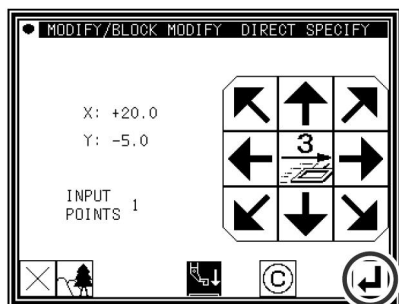 MODIFY/BLOCK MODIFY DIRECT SPECIFY
X: +20.0
Y: -5.0
3
INPUT
POINTS 1
C